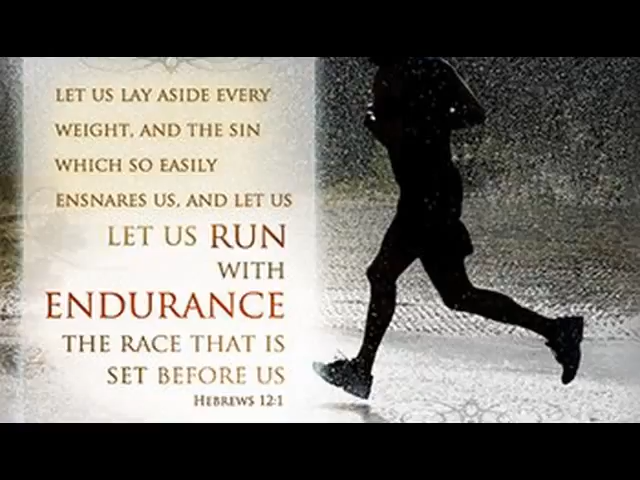 LET US LAY ASIDE EVERY
WEIGHT, AND THE SIN
WHICH SO EASILY
ENSNARES US, AND LET US
LET US RUN
WITH
ENDURANCE
THE RACE THAT IS
SET BEFORE US
HEBREWS 12:1